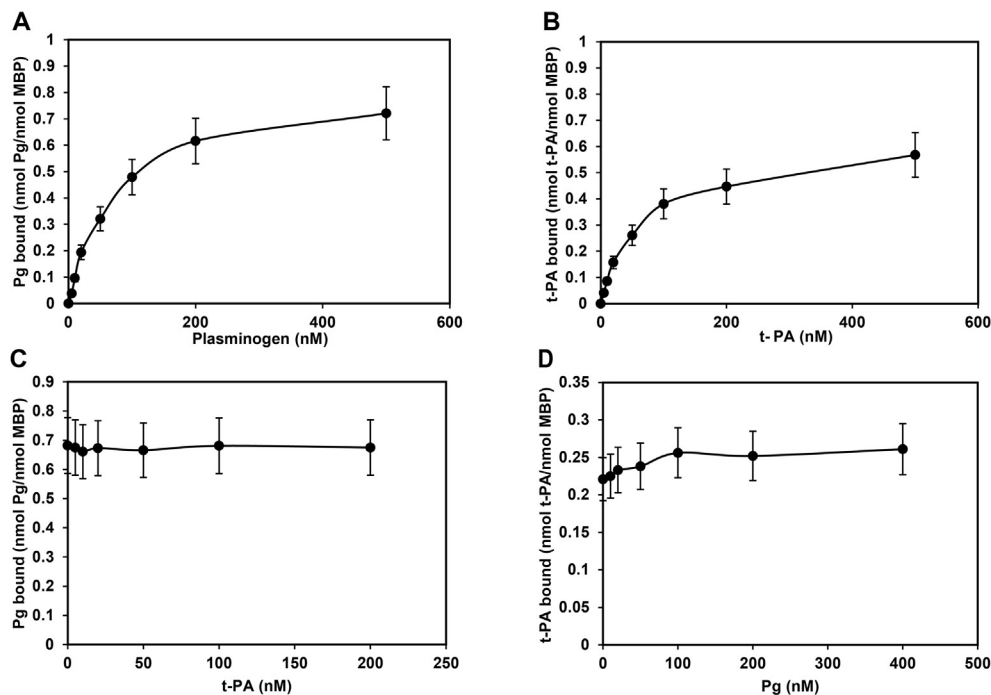 A
Pg bound (nmol Pg/nmol MBP)
1
0.9
0.8
0.7
0.6
0.5
0.4
0.3
0.2
0.1
0
0 200 400 600
Plasminogen (nM)
B
t-PA bound (nmol t-PA/nmol MBP)
1
0.9
0.8
0.7
0.6
0.5
0.4
0.3
0.2
0.1
0
0 200 400 600
t- PA (nM)
C
Pg bound (nmol Pg/nmol MBP)
0.9
0.8
0.7
0.6
0.5
0.4
0.3
0.2
0.1
0
0 50 100 150 200 250
t-PA (nM)
D
t-PA bound (nmol t-PA/nmol MBP)
0.35
0.3
0.25
0.2
0.15
0.1
0.05
0
0 100 200 300 400 500
Pg (nM)